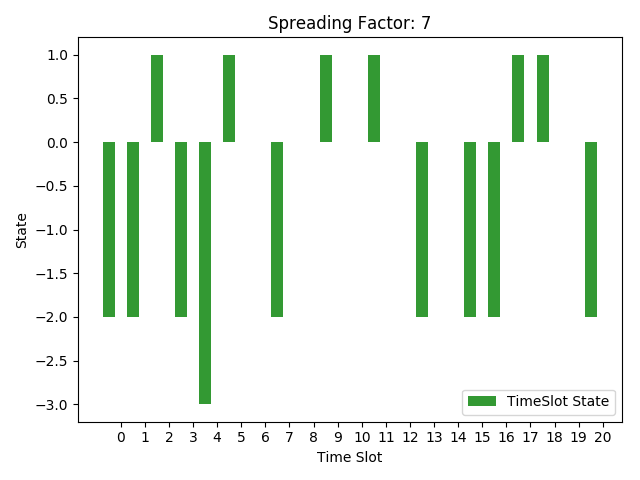 Spreading Factor: 7
State
1.0
0.5
0.0
−0.5
−1.0
−1.5
−2.0
−2.5
−3.0
TimeSlot State
0 1 2 3 4 5 6 7 8 9 10 11 12 13 14 15 16 17 18 19 20
Time Slot